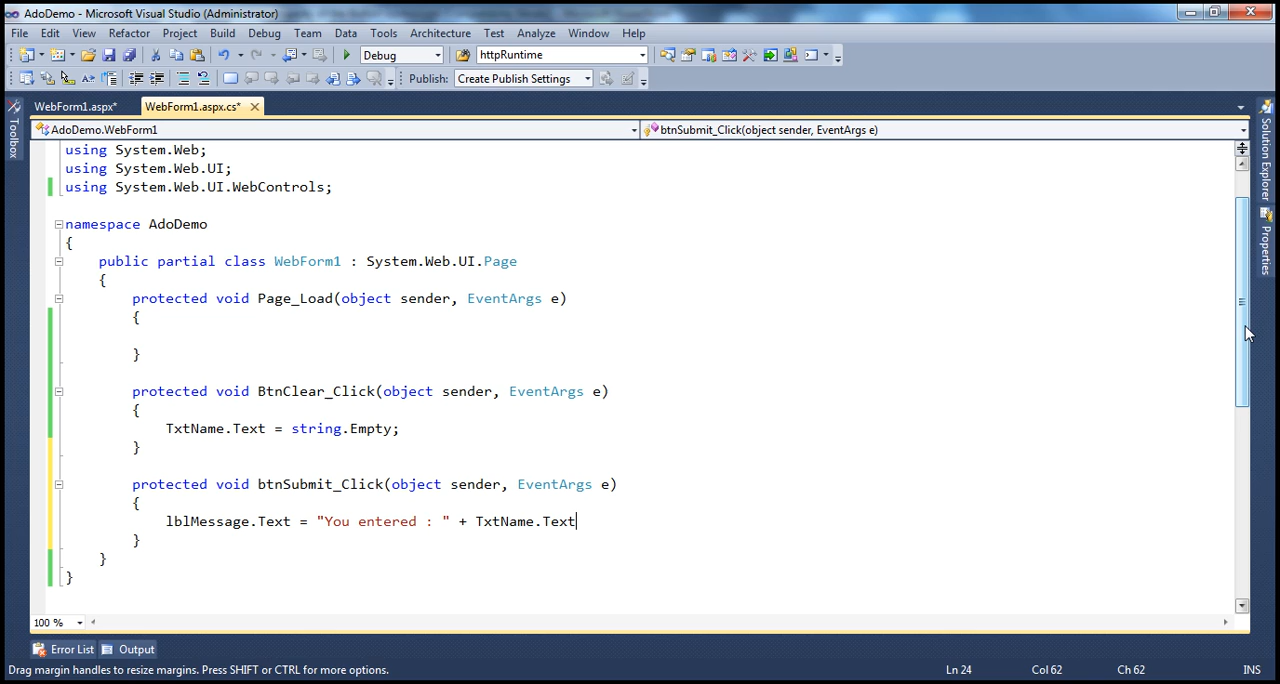 AdoDemo - Microsoft Visual Studio (Administrator)
File Edit View Refactor Project Build Debug Team Data Tools Architecture Test Analyze Window Help
Debug httpRuntime
Publish: Create Publish Settings
WebForm1.aspx* WebForm1.aspx.cs*
AdoDemo.WebForm1 btnSubmit_Click(object sender, EventArgs e)
Toolbox
Solution Explorer
Properties
using System.Web;
using System.Web.UI;
using System.Web.UI.WebControls;
namespace AdoDemo
{
public partial class WebForm1 : System.Web.UI.Page
{
protected void Page_Load(object sender, EventArgs e)
{
}
protected void BtnClear_Click(object sender, EventArgs e)
{
TxtName.Text = string.Empty;
}
protected void btnSubmit_Click(object sender, EventArgs e)
{
lblMessage.Text = "You entered : " + TxtName.Text
}
}
}
100 %
Error List Output
Drag margin handles to resize margins. Press SHIFT or CTRL for more options. Ln 24 Col 62 Ch 62 INS